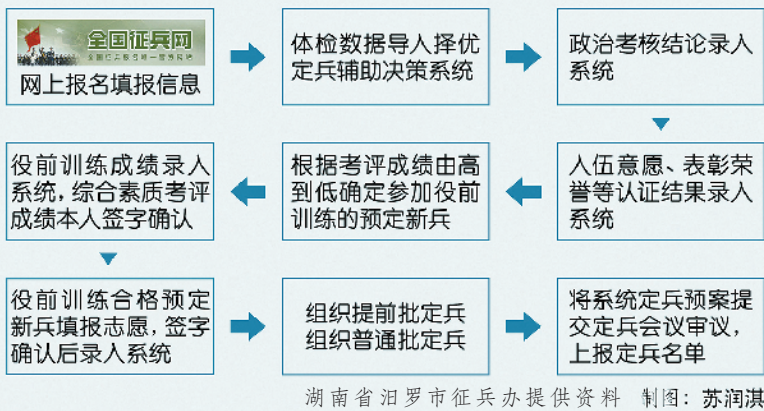 全国征兵网
网上报名填报信息
体检数据导入择优
定兵辅助决策系统
政治考核结论录入
系统
入伍意愿、表彰荣
誉等认证结果录入
系统
根据考评成绩由高
到低确定参加役前
训练的预定新兵
役前训练成绩录入
系统，综合素质考评
成绩本人签字确认
役前训练合格预定
新兵填报志愿，签字
确认后录入系统
组织提前批定兵
组织普通批定兵
将系统定兵预案提
交定兵会议审议，
上报定兵名单
湖南省汨罗市征兵办提供资料 制图：苏润淇